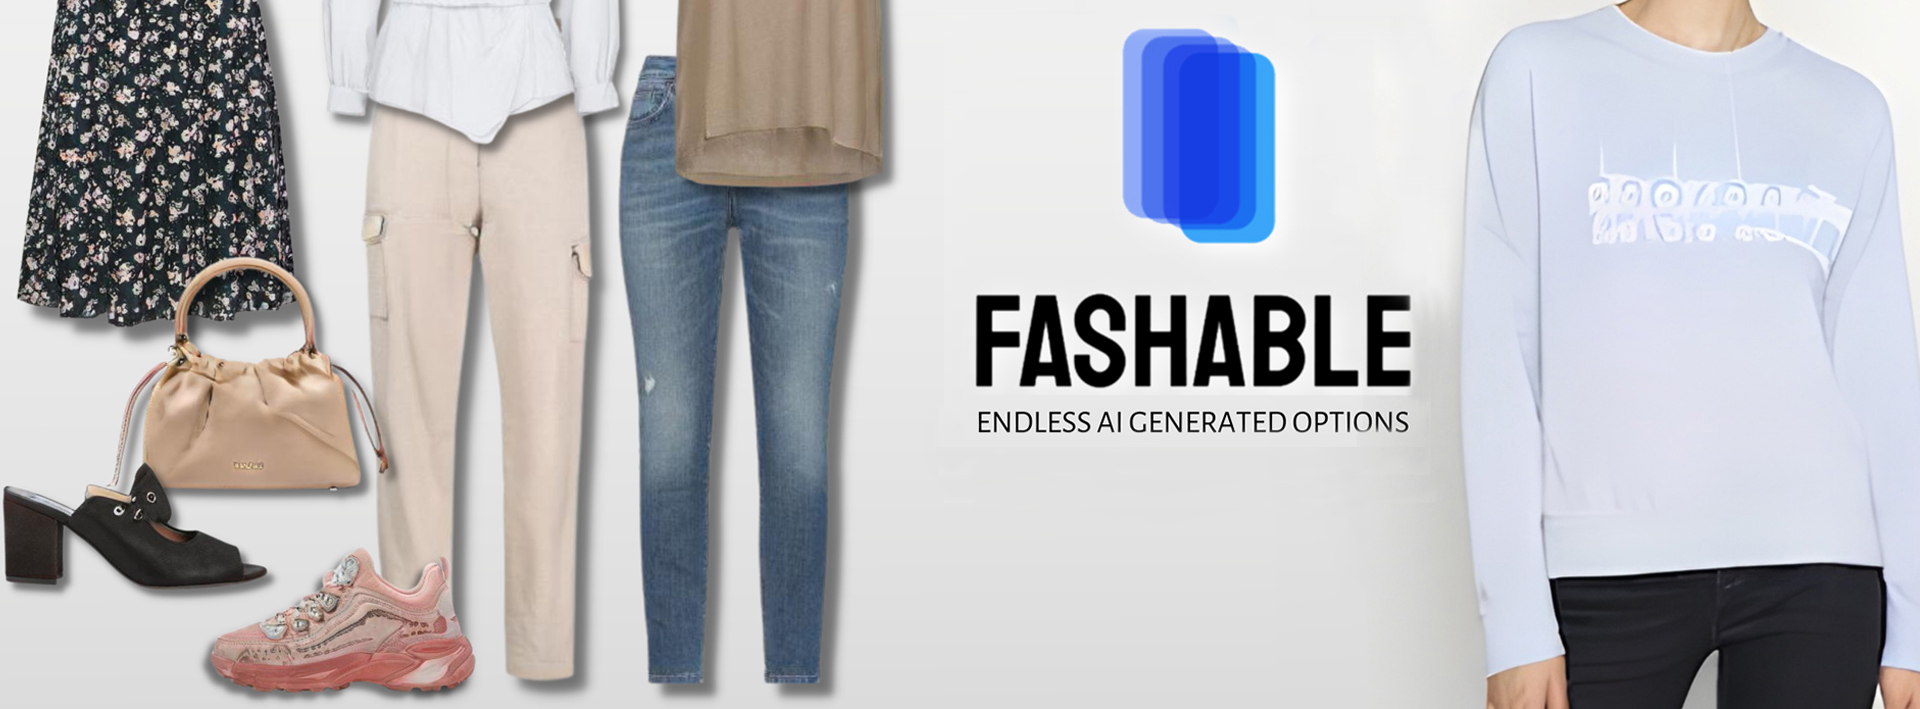 FASHABLE
ENDLESS AI GENERATED OPTIONS